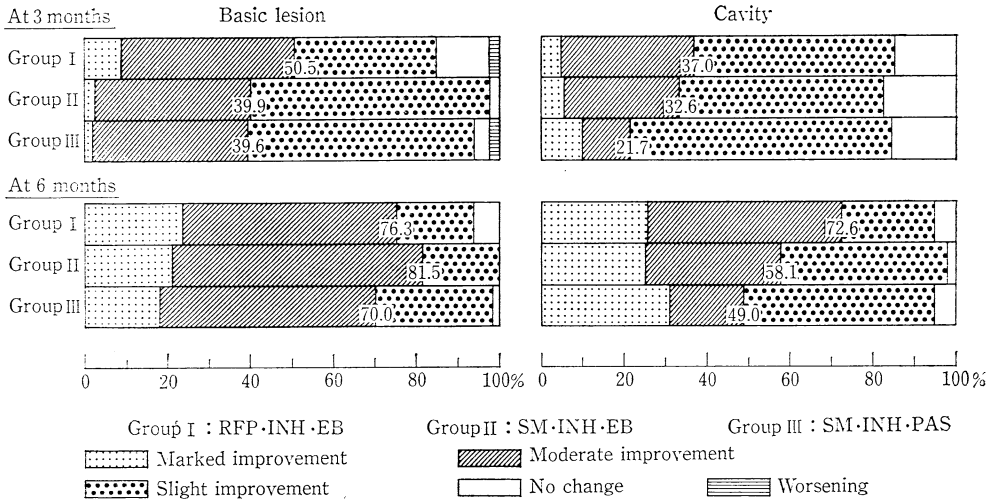 At 3 months Basic lesion Cavity
Group I 50.5 37.0
Group II 39.9 32.6
Group III 39.6 21.7
At 6 months
Group I 76.3 72.6
Group II 81.5 58.1
Group III 70.0 49.0
0 20 40 60 80 100% 0 20 40 60 80 100%
Group I : RFP·INH·EB Group II : SM·INH·EB Group III : SM·INH·PAS
Marked improvement Moderate improvement
Slight improvement No change Worsening